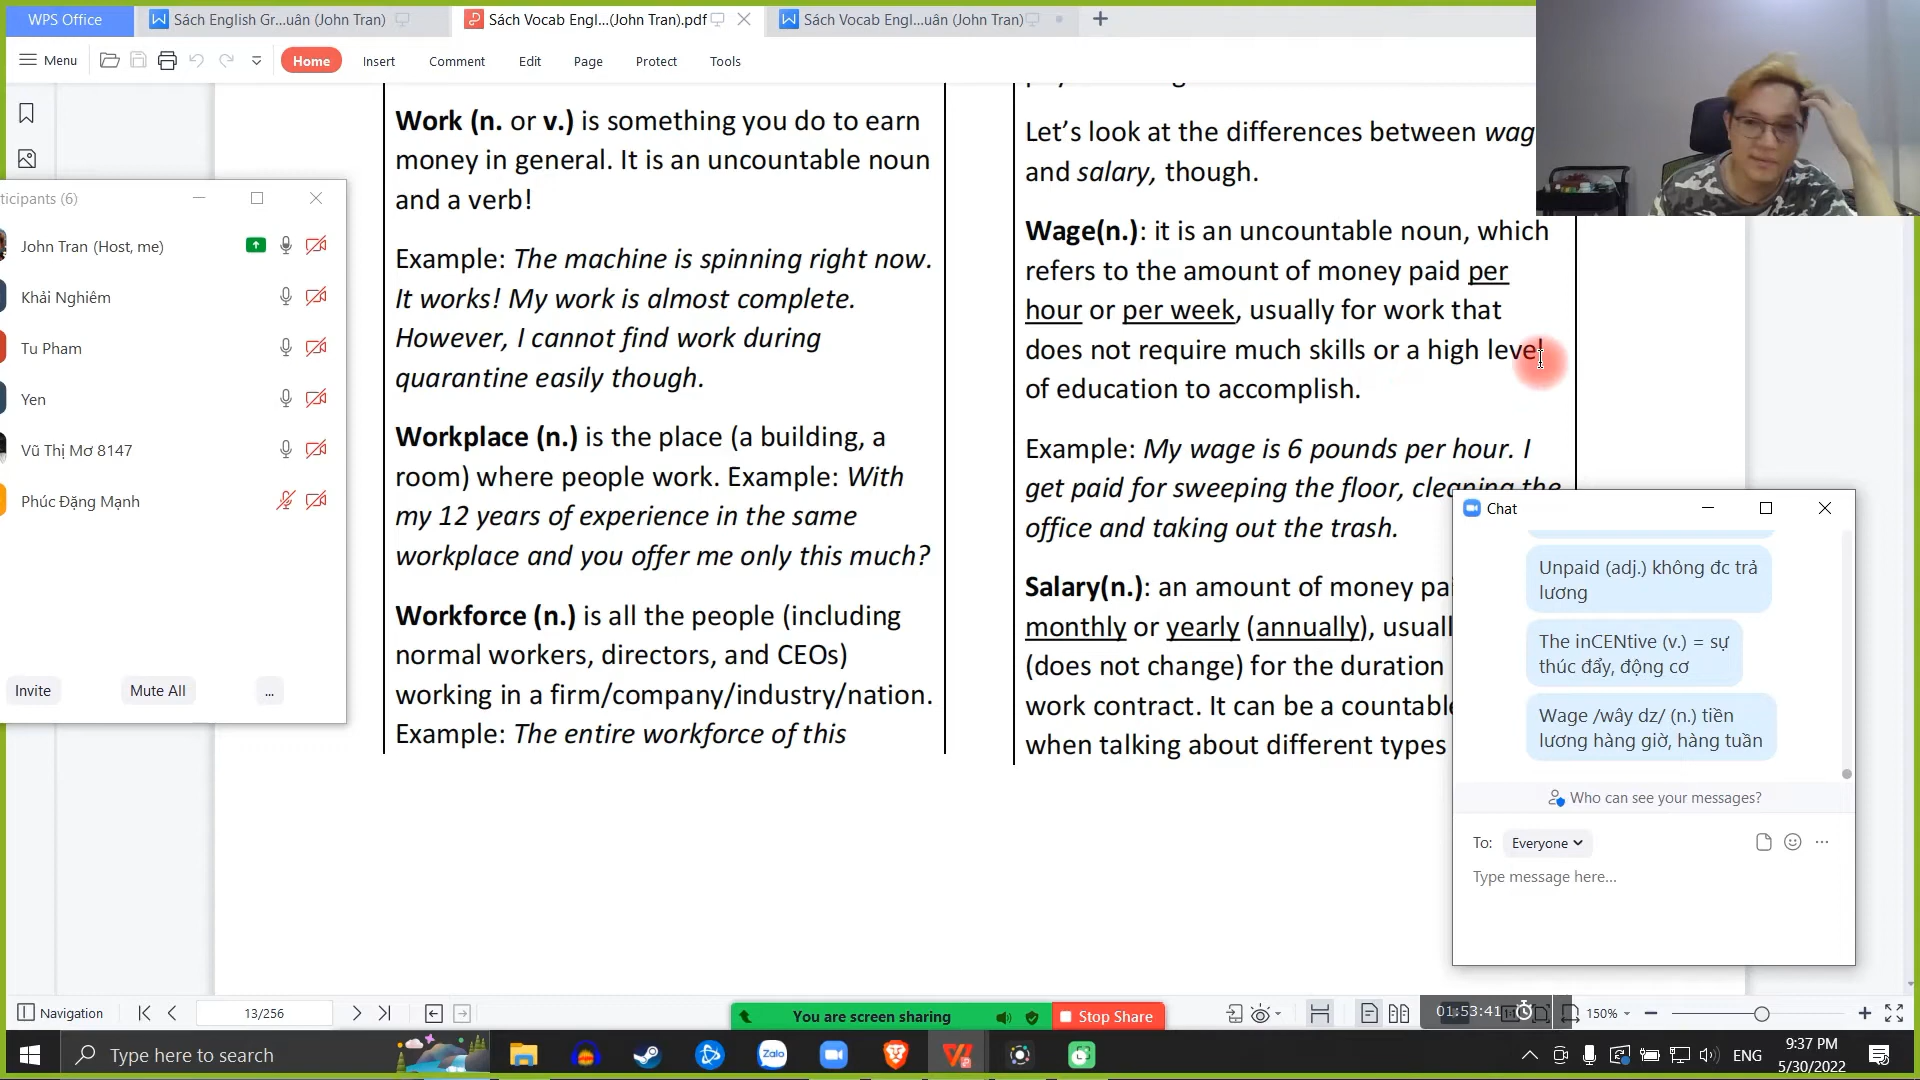 WPS Office
Sách English Gr...uân (John Tran)
Sách Vocab Engl...(John Tran).pdf
Sách Vocab Engl...uân (John Tran)
Menu
Home
Insert
Comment
Edit
Page
Protect
Tools
Work (n. or v.) is something you do to earn
money in general. It is an uncountable noun
and a verb!
Example: The machine is spinning right now.
It works! My work is almost complete.
However, I cannot find work during
quarantine easily though.
Workplace (n.) is the place (a building, a
room) where people work. Example: With
my 12 years of experience in the same
workplace and you offer me only this much?
Workforce (n.) is all the people (including
normal workers, directors, and CEOs)
working in a firm/company/industry/nation.
Example: The entire workforce of this
Let's look at the differences between wag
and salary, though.
Wage(n.): it is an uncountable noun, which
refers to the amount of money paid per
hour or per week, usually for work that
does not require much skills or a high level
of education to accomplish.
Example: My wage is 6 pounds per hour. I
get paid for sweeping the floor, cleaning the
office and taking out the trash.
Salary(n.): an amount of money pai
monthly or yearly (annually), usuall
(does not change) for the duration
work contract. It can be a countable
when talking about different types
ticipants (6)
John Tran (Host, me)
Khải Nghiêm
Tu Pham
Yen
Vũ Thị Mơ 8147
Phúc Đặng Mạnh
Invite
Mute All
...
Chat
Unpaid (adj.) không đc trả
lương
The inCENtive (v.) = sự
thúc đẩy, động cơ
Wage /wây dz/ (n.) tiền
lương hàng giờ, hàng tuần
Who can see your messages?
To: Everyone
Type message here...
Navigation
13/256
You are screen sharing
Stop Share
01:53:41
150%
Type here to search
Zalo
ENG
9:37 PM
5/30/2022